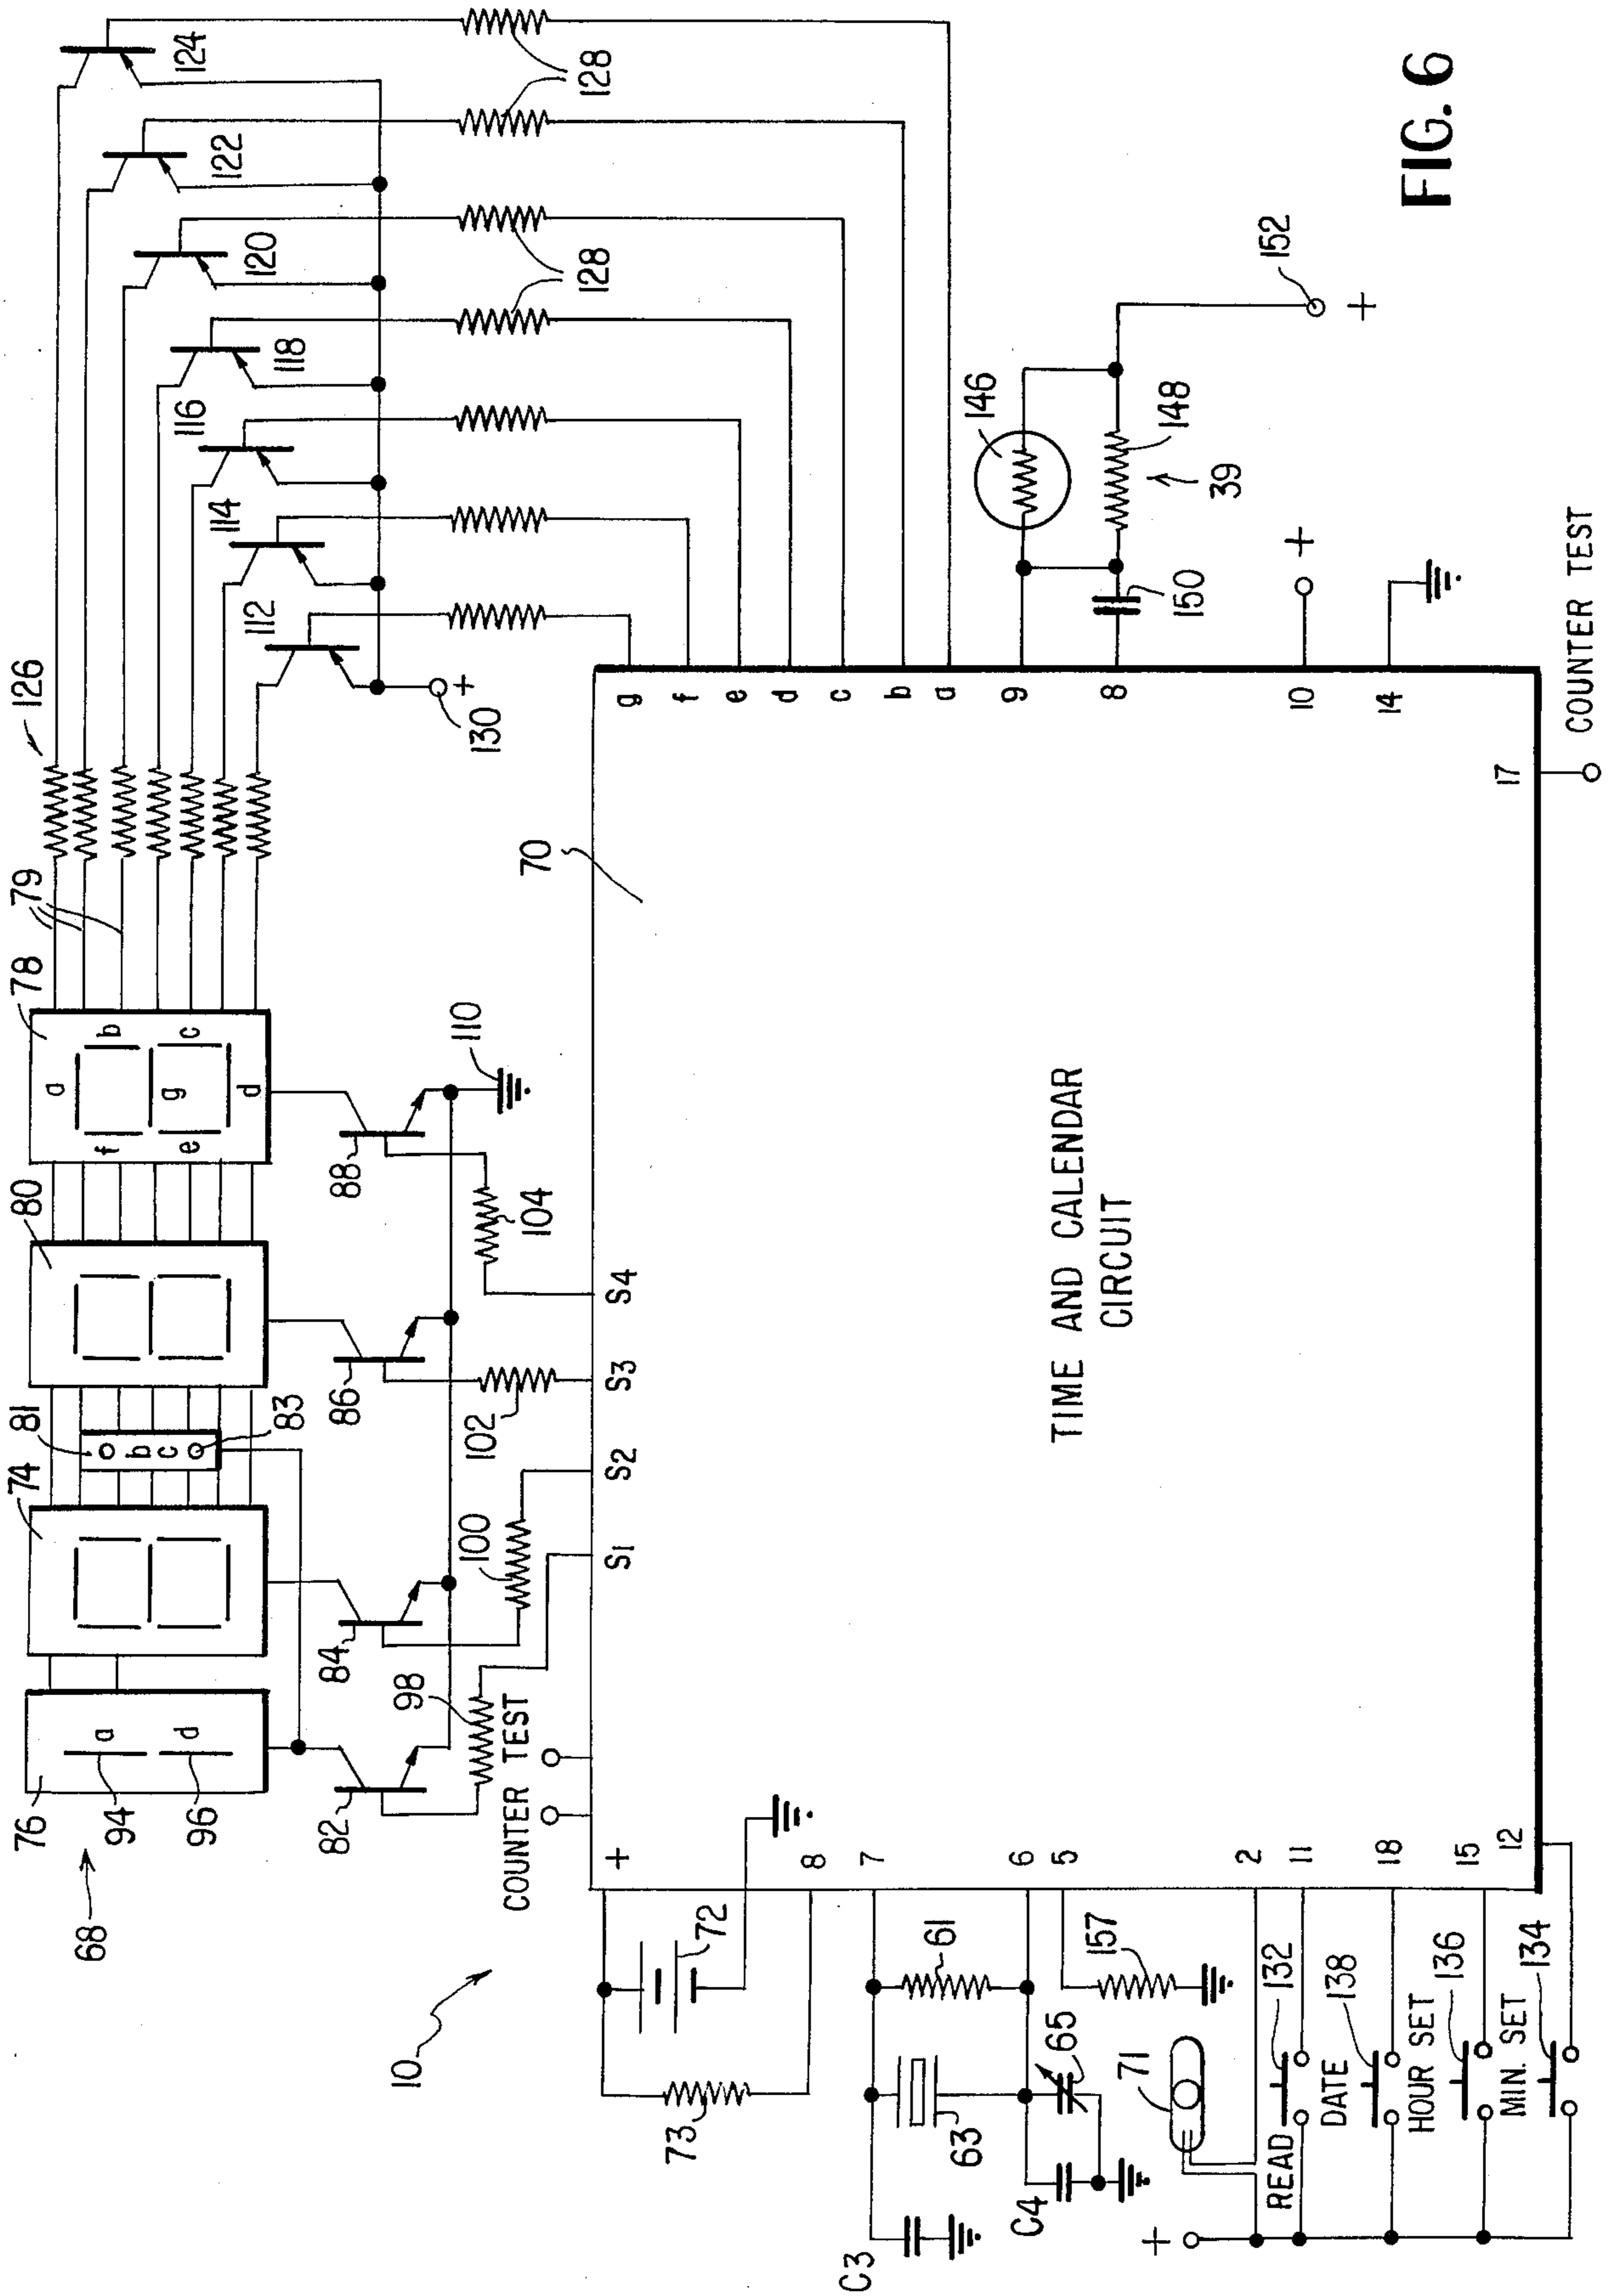 FIG. 6
10
68
76
94
96
a
d
74
81
83
b
c
80
78
a
b
c
d
e
f
g
79
126
82
84
86
88
98
100
102
104
110
112
114
116
118
120
122
124
128
128
130
+
COUNTER TEST
S1
S2
S3
S4
70
TIME AND CALENDAR
CIRCUIT
g
f
e
d
c
b
a
9
8
10
14
17
COUNTER TEST
146
148
150
39
152
+
+
+
8
7
6
5
2
11
18
15
12
72
73
61
63
65
157
71
C3
C4
+
READ
132
DATE
138
HOUR SET
136
MIN. SET
134